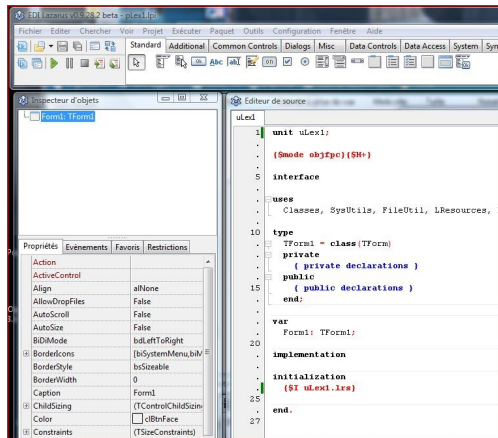 EDI Lazarus v0.9.28.2 beta - pLex1.lpi
Fichier Editer Chercher Voir Projet Exécuter Paquet Outils Configuration Fenêtre Aide
Standard Additional Common Controls Dialogs Misc Data Controls Data Access System Syn
Abc abI on
Inspecteur d'objets
Form1: TForm1
Propriétés Evènements Favoris Restrictions
Action
ActiveControl
Align alNone
AllowDropFiles False
AutoScroll False
AutoSize False
BiDiMode bdLeftToRight
BorderIcons [biSystemMenu,biM
BorderStyle bsSizeable
BorderWidth 0
Caption Form1
ChildSizing (TControlChildSizin
Color clBtnFace
Constraints (TSizeConstraints)
Editeur de source
uLex1
1 unit uLex1;
{$mode objfpc}{$H+}
5 interface
uses
Classes, SysUtils, FileUtil, LResources,
10 type
TForm1 = class(TForm)
private
{ private declarations }
public
15 { public declarations }
end;
var
Form1: TForm1;
20
implementation
initialization
{$I uLex1.lrs}
25
end.
27